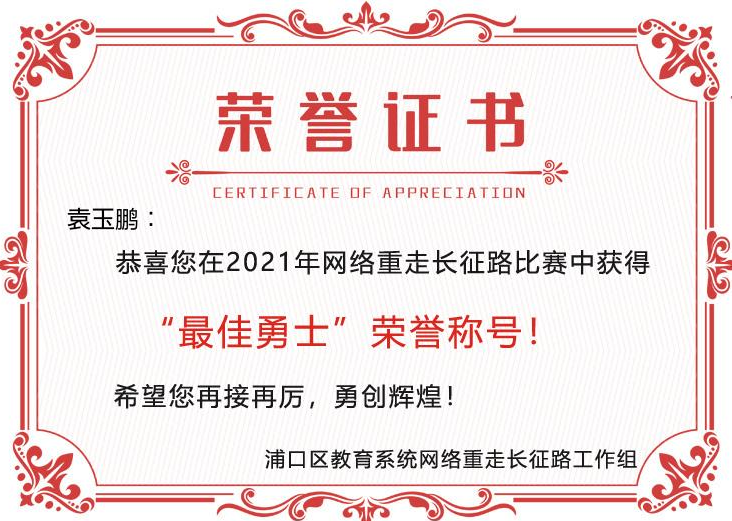 荣誉证书
CERTIFICATE OF APPRECIATION
袁玉鹏：
恭喜您在2021年网络重走长征路比赛中获得
“最佳勇士”荣誉称号！
希望您再接再厉，勇创辉煌！
浦口区教育系统网络重走长征路工作组